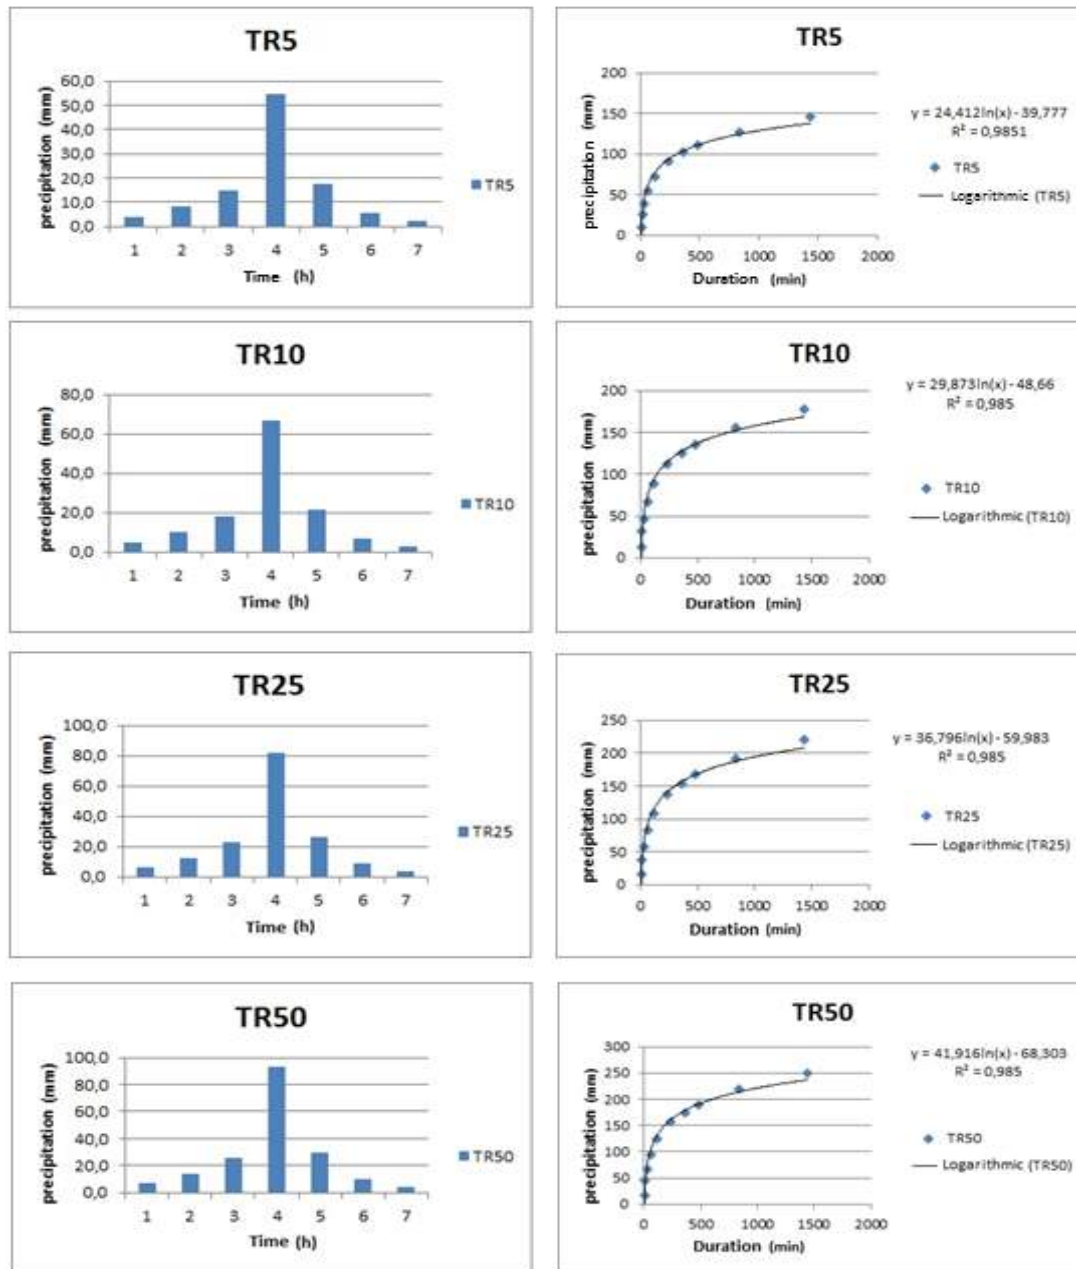 TR5
precipitation (mm)
60,0
50,0
40,0
30,0
20,0
10,0
0,0
1 2 3 4 5 6 7
Time (h)
TR5
TR5
precipitation (mm)
200
150
100
50
0
0 500 1000 1500 2000
Duration (min)
y = 24,412ln(x) - 39,777
R² = 0,9851
TR5
Logarithmic (TR5)
TR10
precipitation (mm)
80,0
60,0
40,0
20,0
0,0
1 2 3 4 5 6 7
Time (h)
TR10
TR10
precipitation (mm)
200
150
100
50
0
0 500 1000 1500 2000
Duration (min)
y = 29,873ln(x) - 48,66
R² = 0,985
TR10
Logarithmic (TR10)
TR25
precipitation (mm)
100,0
80,0
60,0
40,0
20,0
0,0
1 2 3 4 5 6 7
Time (h)
TR25
TR25
precipitation (mm)
250
200
150
100
50
0
0 500 1000 1500 2000
Duration (min)
y = 36,796ln(x) - 59,983
R² = 0,985
TR25
Logarithmic (TR25)
TR50
precipitation (mm)
100,0
80,0
60,0
40,0
20,0
0,0
1 2 3 4 5 6 7
Time (h)
TR50
TR50
precipitation (mm)
300
250
200
150
100
50
0
0 500 1000 1500 2000
Duration (min)
y = 41,916ln(x) - 68,303
R² = 0,985
TR50
Logarithmic (TR50)